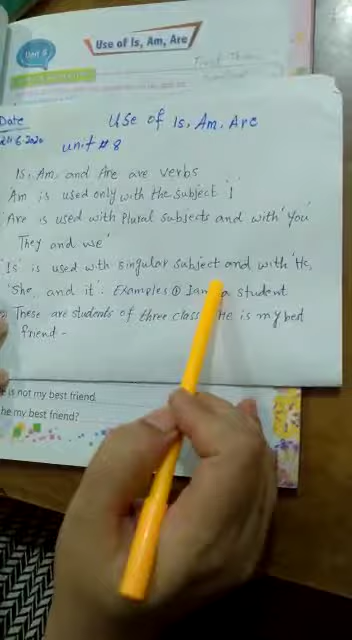 Unit 8
Use of Is, Am, Are
Date
Use of Is, Am, Are
unit # 8
Is, Am, and Are are verbs
'Am is used only with the subject 'I'
'Are is used with Plural subjects and with 'You'
They and we'
'Is' is used with singular subject and with 'He,
'She, and it'. Examples ① I am a student
These are students of three class He is my best
friend -
e is not my best friend.
he my best friend?